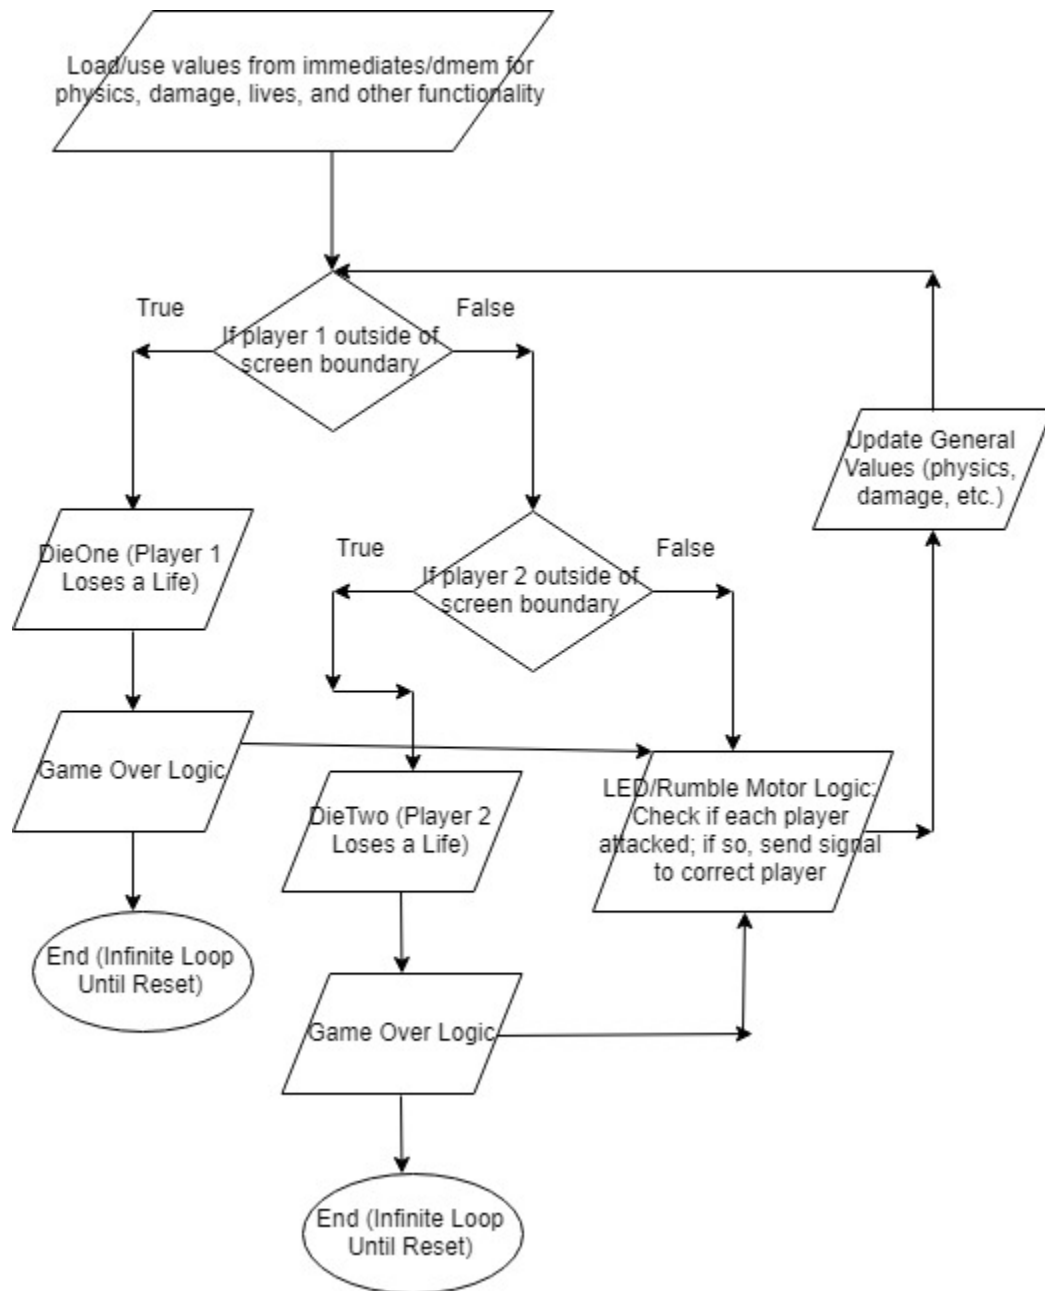 Load/use values from immediates/dmem for
physics, damage, lives, and other functionality
True
False
If player 1 outside of
screen boundary
Update General
Values (physics,
damage, etc.)
DieOne (Player 1
Loses a Life)
True
False
If player 2 outside of
screen boundary
Game Over Logic
DieTwo (Player 2
Loses a Life)
LED/Rumble Motor Logic:
Check if each player
attacked; if so, send signal
to correct player
End (Infinite Loop
Until Reset)
Game Over Logic
End (Infinite Loop
Until Reset)